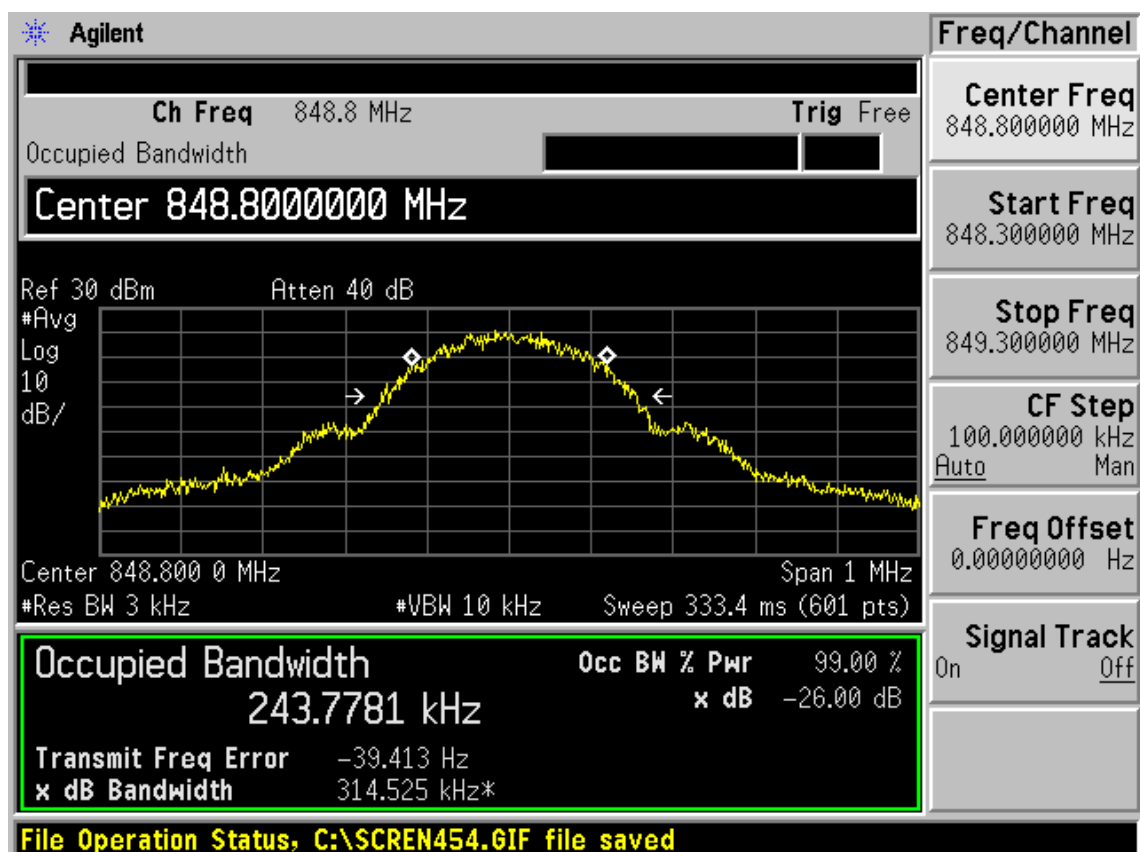 Agilent
Freq/Channel
Ch Freq 848.8 MHz Trig Free
Occupied Bandwidth
Center 848.8000000 MHz
Ref 30 dBm Atten 40 dB
#Avg
Log
10
dB/
Center 848.800 0 MHz Span 1 MHz
#Res BW 3 kHz #VBW 10 kHz Sweep 333.4 ms (601 pts)
Occupied Bandwidth
243.7781 kHz
Occ BW % Pwr 99.00 %
x dB -26.00 dB
Transmit Freq Error -39.413 Hz
x dB Bandwidth 314.525 kHz*
File Operation Status, C:\SCREN454.GIF file saved
Center Freq
848.800000 MHz
Start Freq
848.300000 MHz
Stop Freq
849.300000 MHz
CF Step
100.000000 kHz
Auto Man
Freq Offset
0.00000000 Hz
Signal Track
On Off